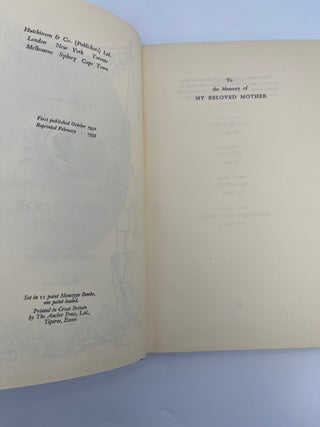 Hutchinson & Co. (Publishers) Ltd.
London New York Toronto
Melbourne Sydney Cape Town
First published October 1952
Reprinted February - 1953
Set in 11 point Monotype Bembo,
one point leaded.
Printed in Great Britain
by The Anchor Press, Ltd.,
Tiptree, Essex
To
the Memory of
MY BELOVED MOTHER